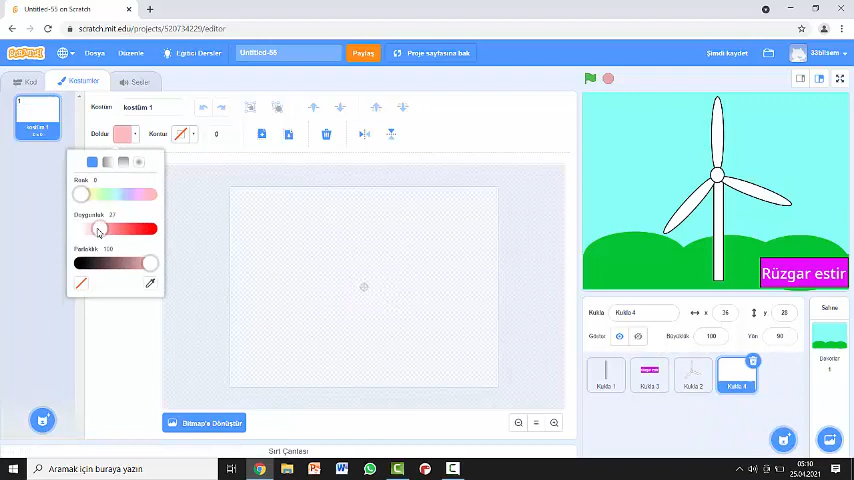 Untitled-55 on Scratch
scratch.mit.edu/projects/520734229/editor
SCRATCH
Dosya
Düzenle
Eğitici Dersler
Untitled-55
Paylaş
Proje sayfasına bak
Şimdi kaydet
33bilsem
Kod
Kostümler
Sesler
1
kostüm 1
Kostüm
kostüm 1
Doldur
Kontur
0
Renk 0
Doygunluk 27
Parlaklık 100
Rüzgar estir
Kukla
Kukla 4
x
36
y
28
Göster
Büyüklük
100
Yön
90
Sahne
Kukla 1
Kukla 3
Kukla 2
Kukla 4
Dekorlar
1
Bitmap'e Dönüştür
Sırt Çantası
Aramak için buraya yazın
05:10
25.04.2021